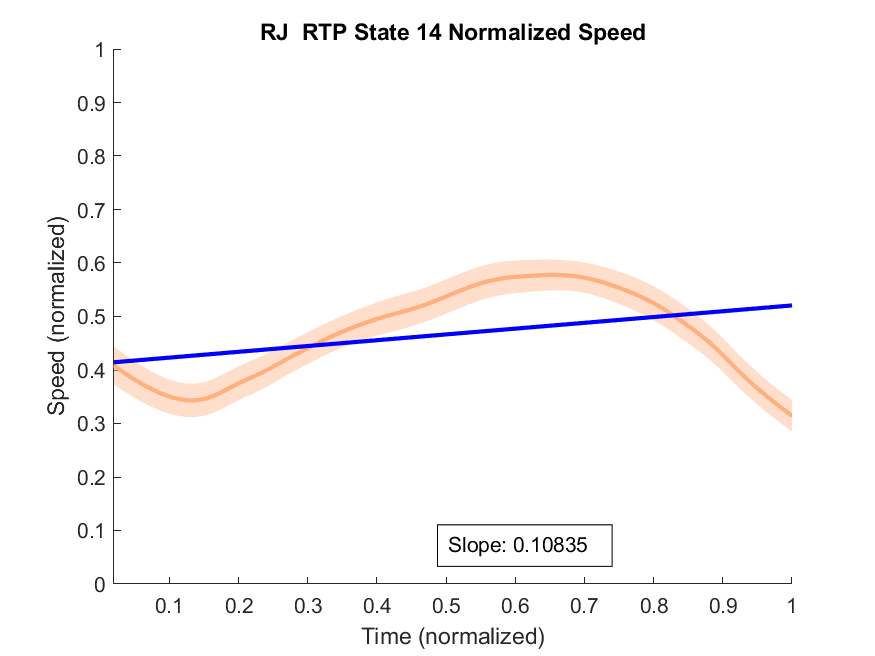 RJ  RTP State 14 Normalized Speed
1
0.9
0.8
0.7
0.6
0.5
0.4
0.3
0.2
0.1
0
Speed (normalized)
Slope: 0.10835
0.1 0.2 0.3 0.4 0.5 0.6 0.7 0.8 0.9 1
Time (normalized)